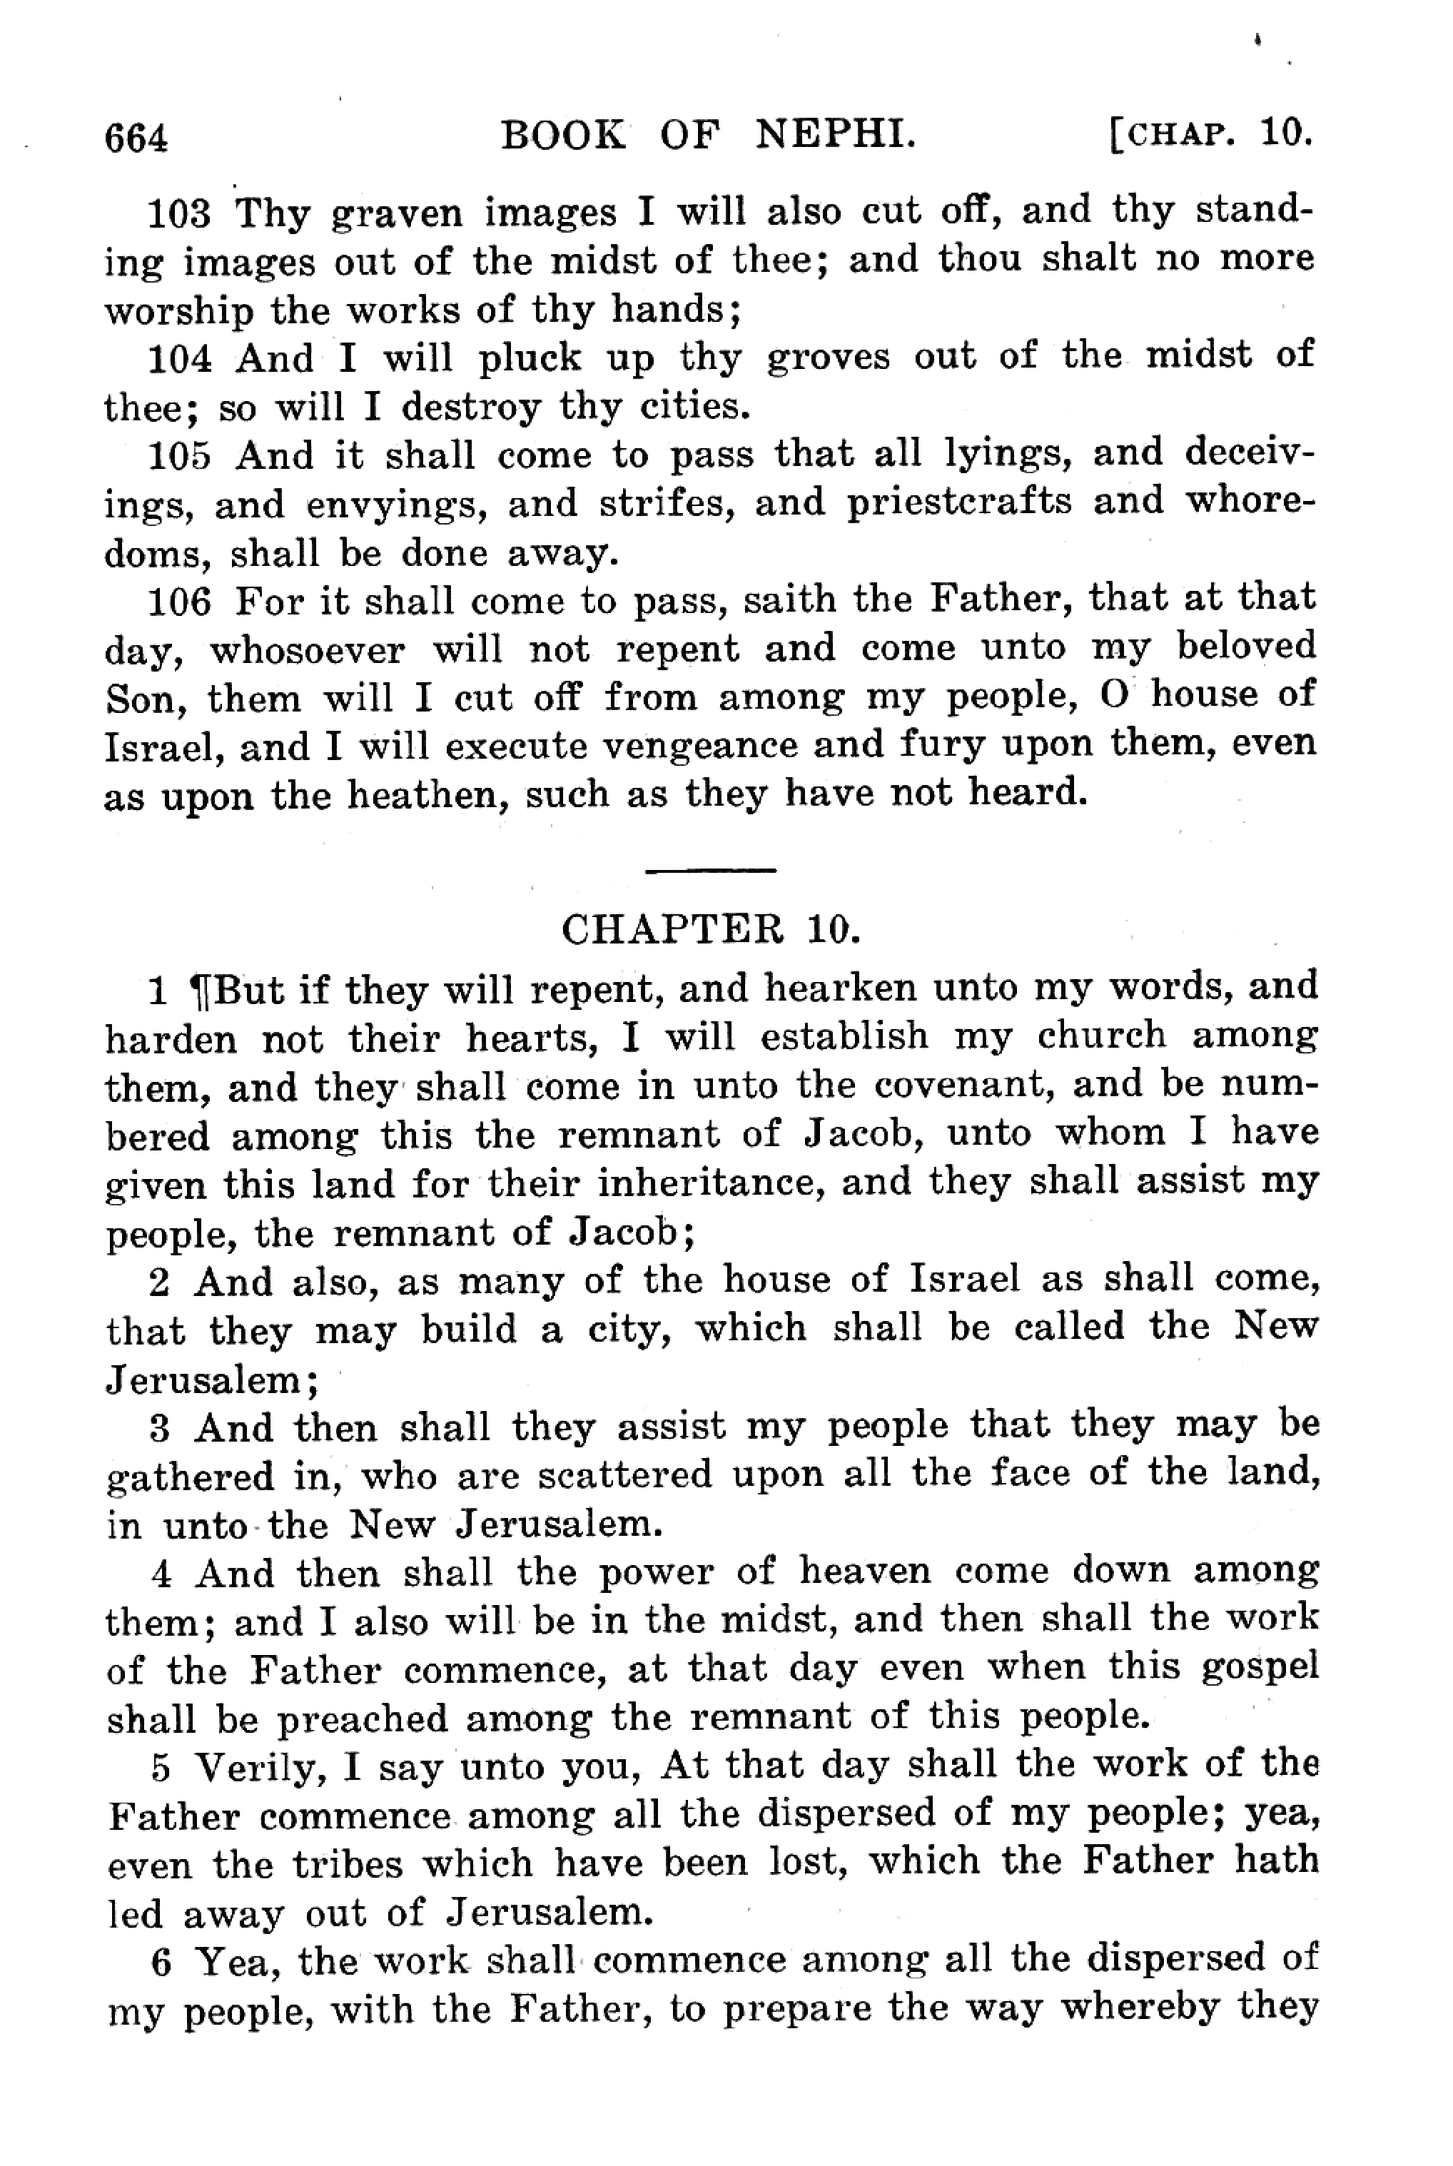 664 BOOK OF NEPHI. [CHAP. 10.
103 Thy graven images I will also cut off, and thy stand-
ing images out of the midst of thee; and thou shalt no more
worship the works of thy hands;
104 And I will pluck up thy groves out of the midst of
thee; so will I destroy thy cities.
105 And it shall come to pass that all lyings, and deceiv-
ings, and envyings, and strifes, and priestcrafts and whore-
doms, shall be done away.
106 For it shall come to pass, saith the Father, that at that
day, whosoever will not repent and come unto my beloved
Son, them will I cut off from among my people, O house of
Israel, and I will execute vengeance and fury upon them, even
as upon the heathen, such as they have not heard.
CHAPTER 10.
1 ¶But if they will repent, and hearken unto my words, and
harden not their hearts, I will establish my church among
them, and they shall come in unto the covenant, and be num-
bered among this the remnant of Jacob, unto whom I have
given this land for their inheritance, and they shall assist my
people, the remnant of Jacob;
2 And also, as many of the house of Israel as shall come,
that they may build a city, which shall be called the New
Jerusalem;
3 And then shall they assist my people that they may be
gathered in, who are scattered upon all the face of the land,
in unto the New Jerusalem.
4 And then shall the power of heaven come down among
them; and I also will be in the midst, and then shall the work
of the Father commence, at that day even when this gospel
shall be preached among the remnant of this people.
5 Verily, I say unto you, At that day shall the work of the
Father commence among all the dispersed of my people; yea,
even the tribes which have been lost, which the Father hath
led away out of Jerusalem.
6 Yea, the work shall commence among all the dispersed of
my people, with the Father, to prepare the way whereby they